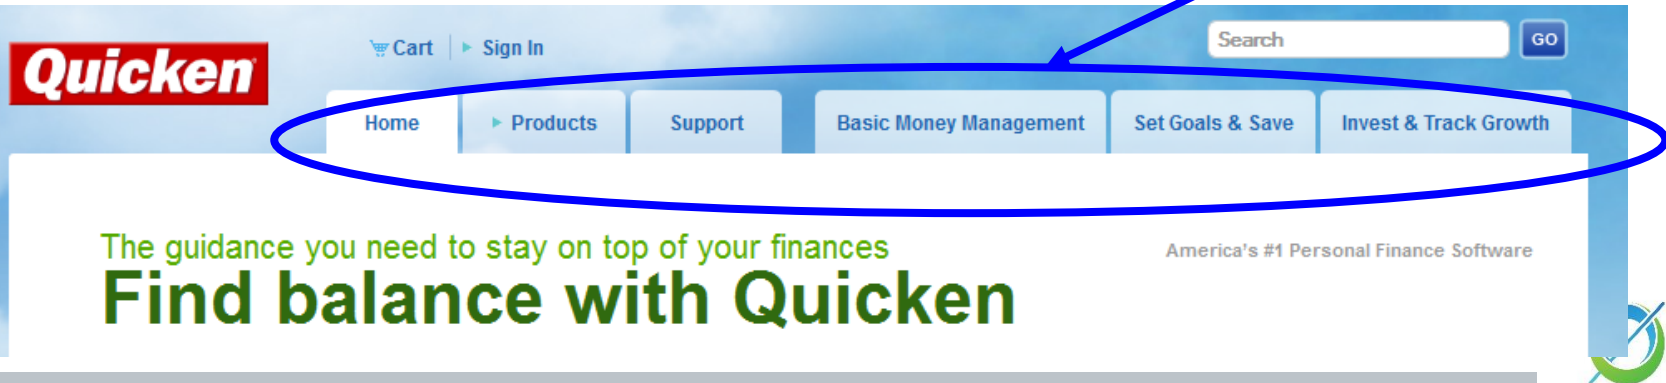 Quicken
Cart Sign In
Search GO
Home Products Support Basic Money Management Set Goals & Save Invest & Track Growth
The guidance you need to stay on top of your finances
America's #1 Personal Finance Software
Find balance with Quicken